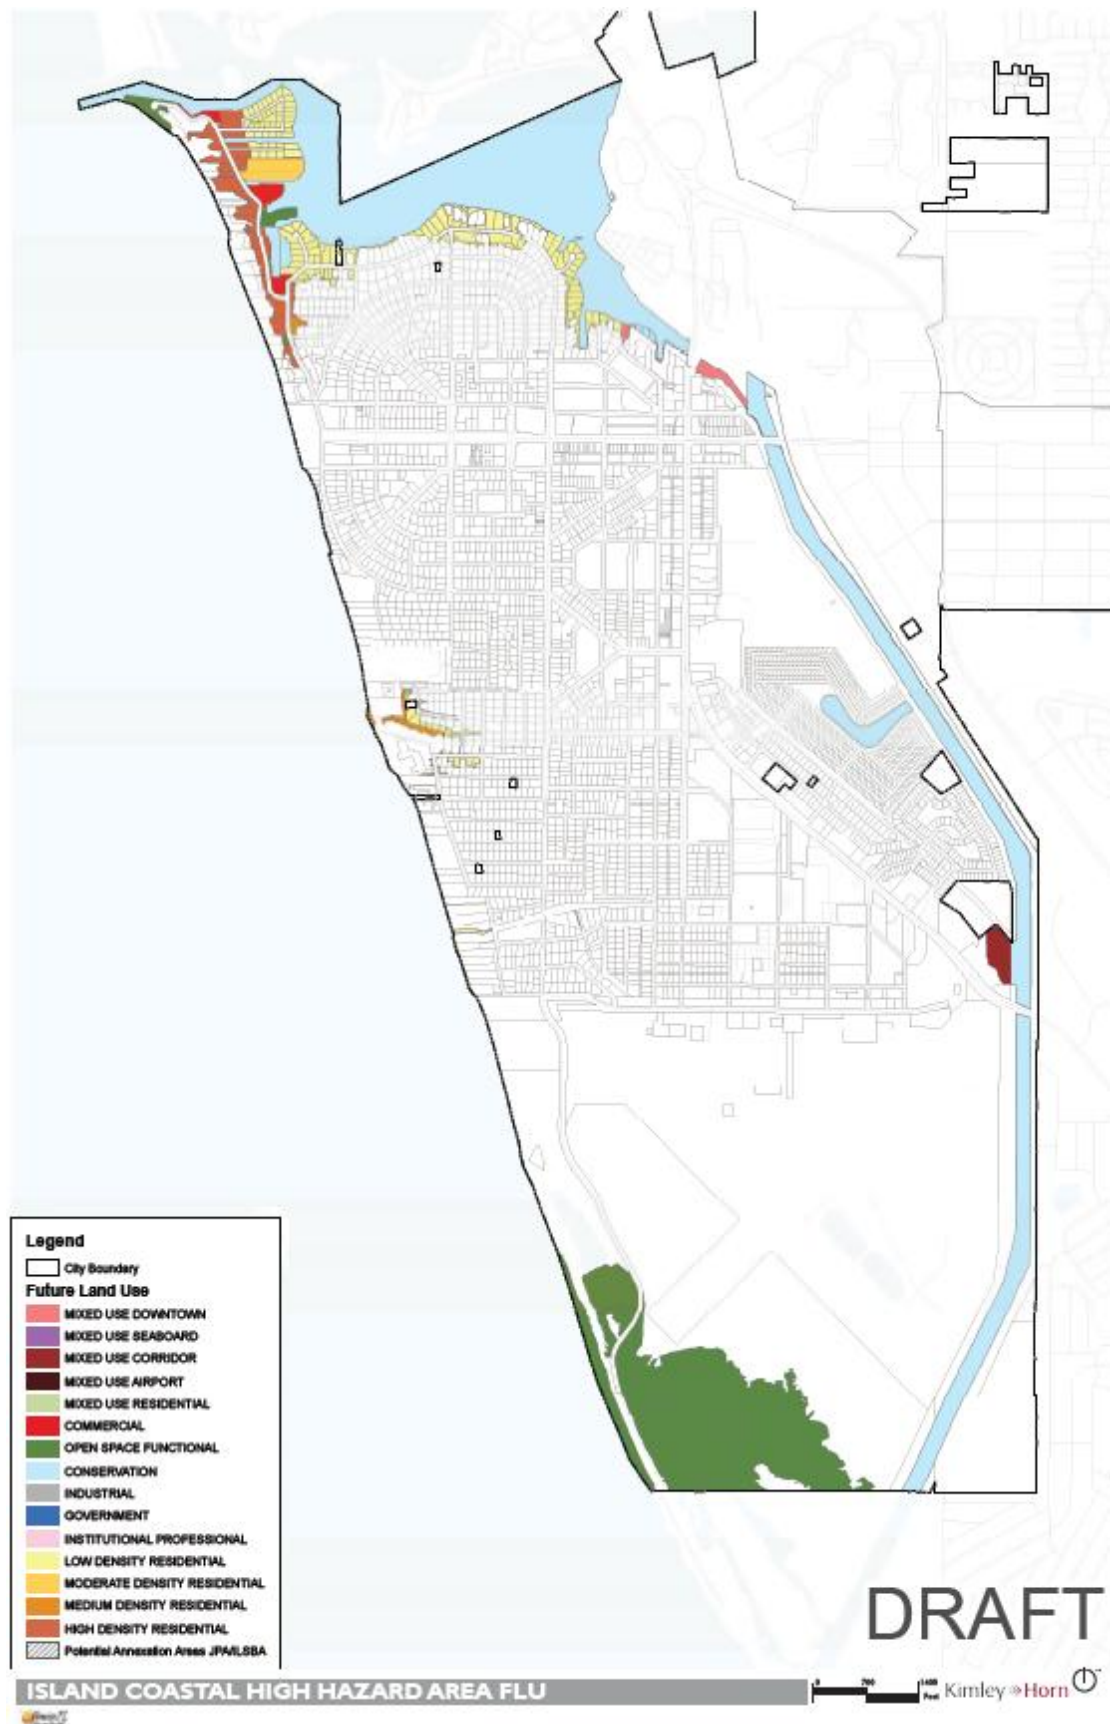 Legend
City Boundary
Future Land Use
MIXED USE DOWNTOWN
MIXED USE SEABOARD
MIXED USE CORRIDOR
MIXED USE AIRPORT
MIXED USE RESIDENTIAL
COMMERCIAL
OPEN SPACE FUNCTIONAL
CONSERVATION
INDUSTRIAL
GOVERNMENT
INSTITUTIONAL PROFESSIONAL
LOW DENSITY RESIDENTIAL
MODERATE DENSITY RESIDENTIAL
MEDIUM DENSITY RESIDENTIAL
HIGH DENSITY RESIDENTIAL
Potential Annexation Areas JPA/ILSBA
DRAFT
ISLAND COASTAL HIGH HAZARD AREA FLU
0 700 1400
Feet
Kimley Horn